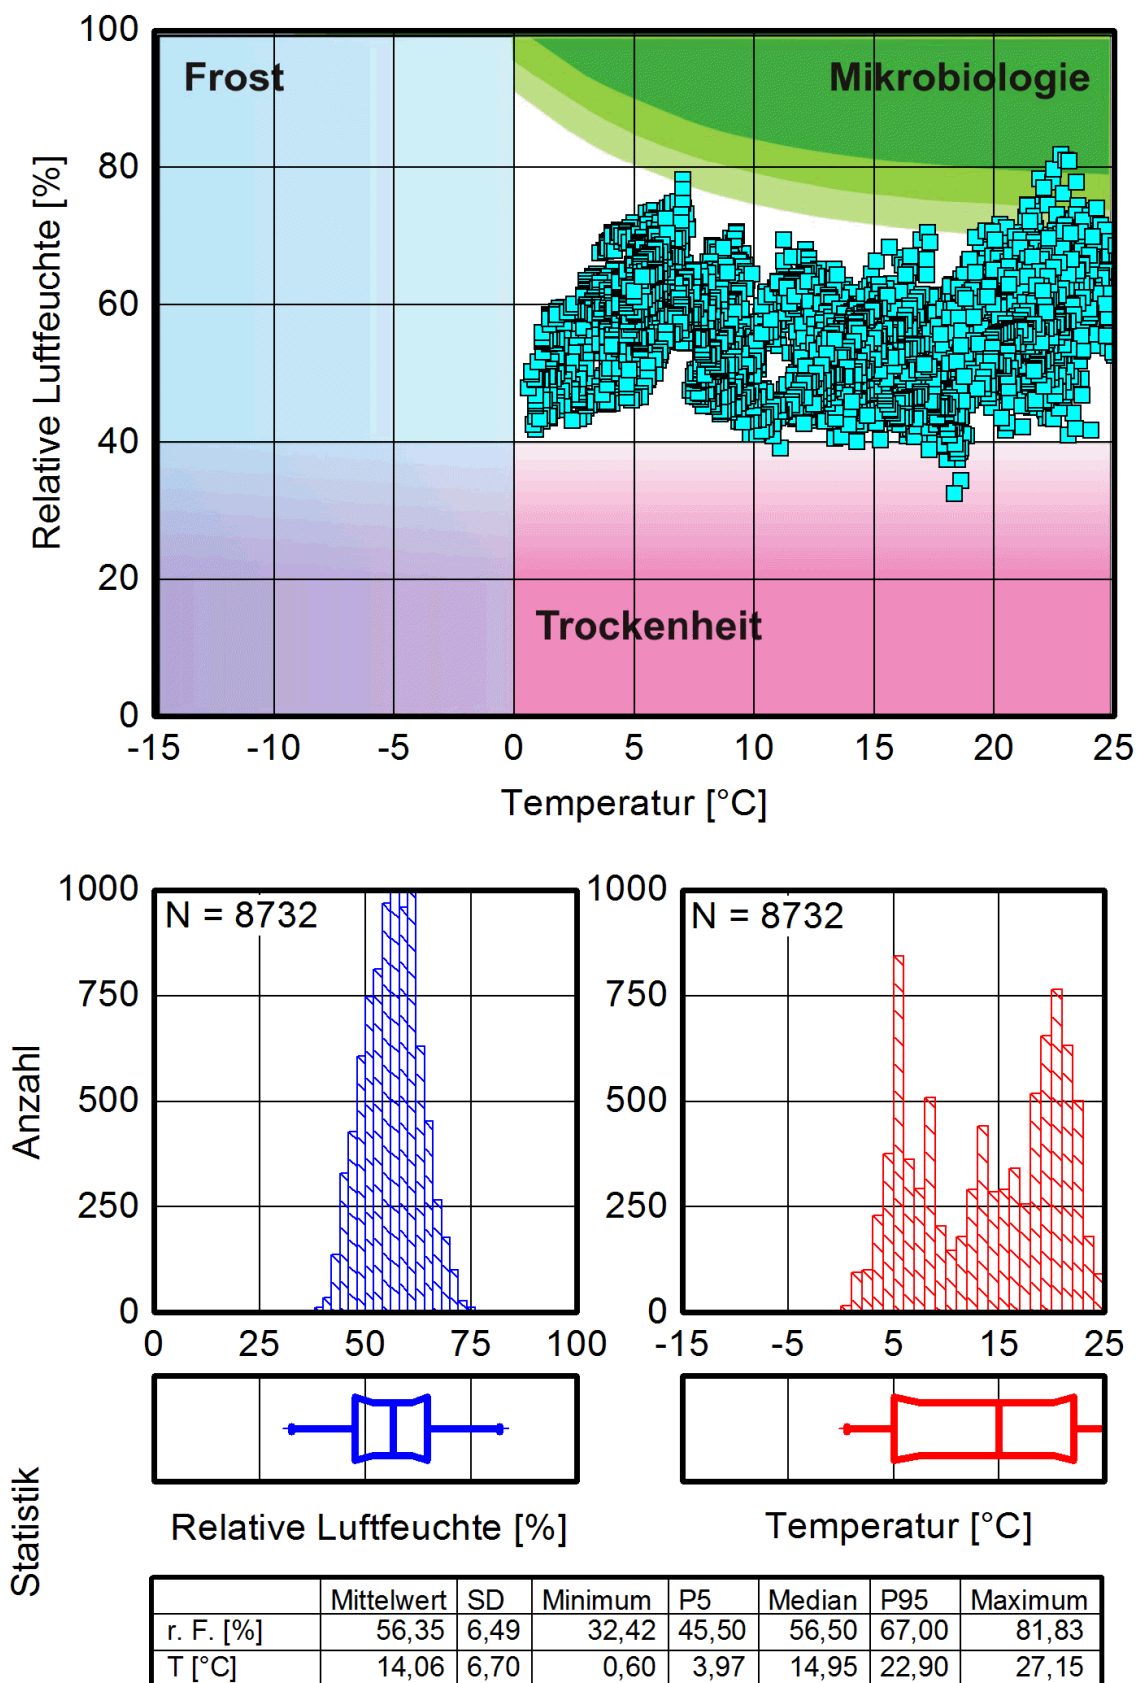 100
Frost
Mikrobiologie
80
60
40
20
Trockenheit
0
Relative Luftfeuchte [%]
-15 -10 -5 0 5 10 15 20 25
Temperatur [°C]
1000
N = 8732
750
500
250
0
Anzahl
0 25 50 75 100
1000
N = 8732
750
500
250
0
-15 -5 5 15 25
Statistik
Relative Luftfeuchte [%]
Temperatur [°C]
Mittelwert SD Minimum P5 Median P95 Maximum
r. F. [%] 56,35 6,49 32,42 45,50 56,50 67,00 81,83
T [°C] 14,06 6,70 0,60 3,97 14,95 22,90 27,15